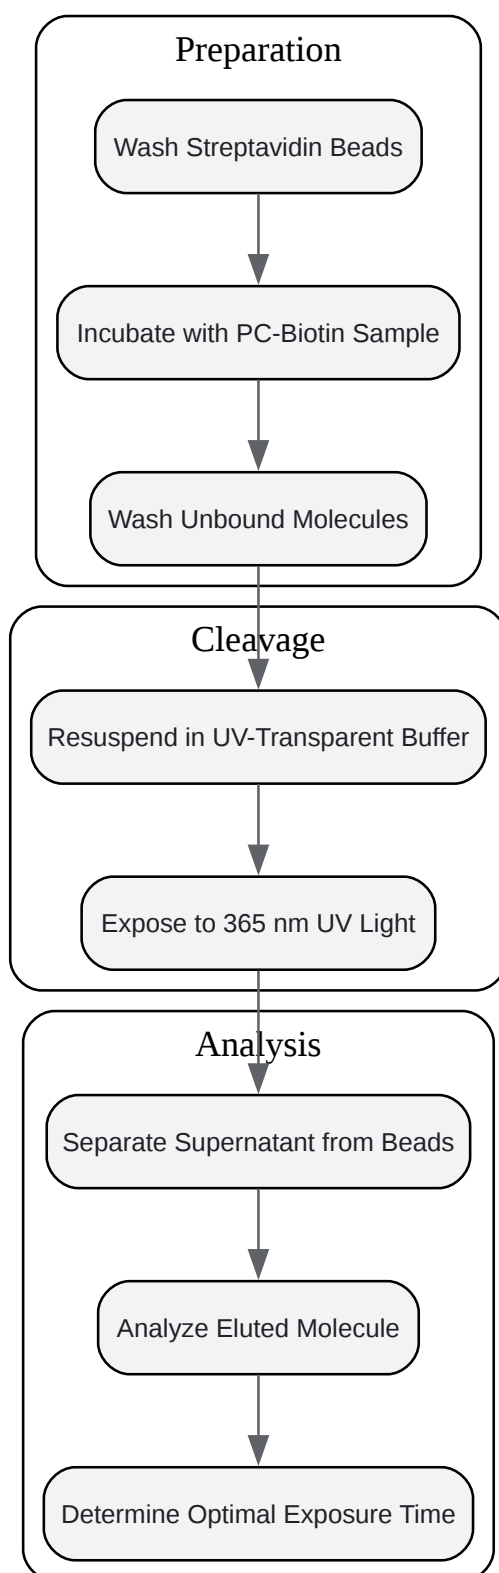 Preparation
Wash Streptavidin Beads
Incubate with PC-Biotin Sample
Wash Unbound Molecules
Cleavage
Resuspend in UV-Transparent Buffer
Expose to 365 nm UV Light
Analysis
Separate Supernatant from Beads
Analyze Eluted Molecule
Determine Optimal Exposure Time